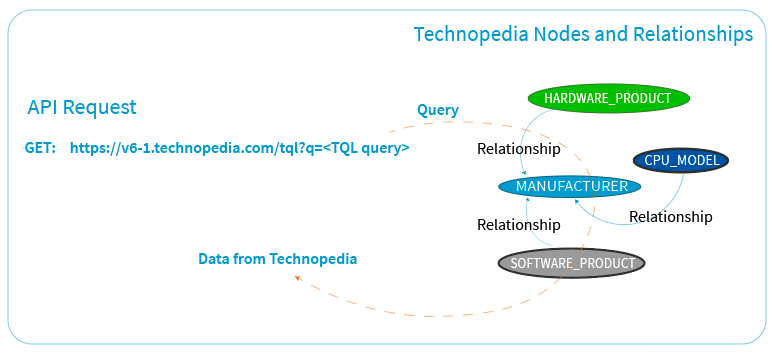 Technopedia Nodes and Relationships
API Request
Query
HARDWARE_PRODUCT
GET: https://v6-1.technopedia.com/tql?q=<TQL query>
Relationship
CPU_MODEL
MANUFACTURER
Relationship
Relationship
Data from Technopedia
SOFTWARE_PRODUCT